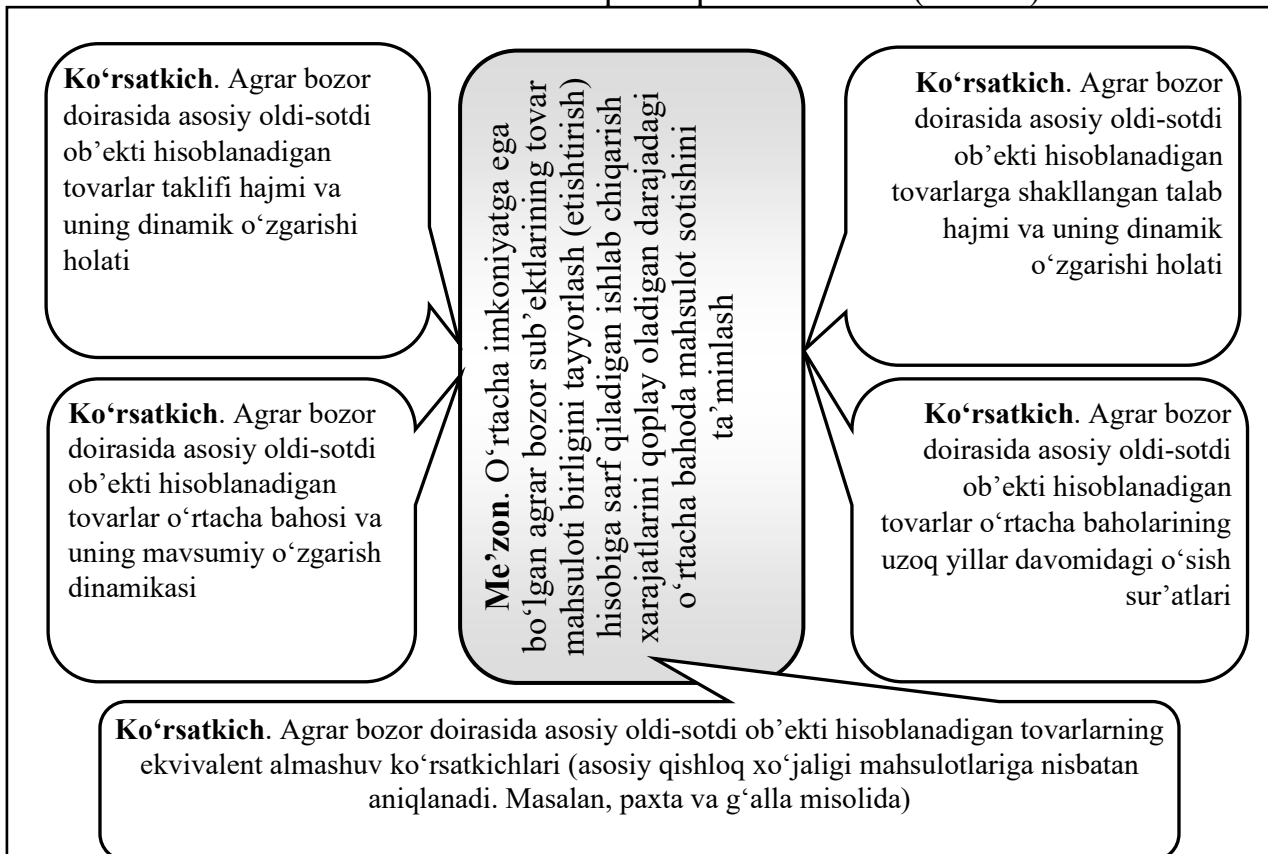 Ko‘rsatkich. Agrar bozor
doirasida asosiy oldi-sotdi
ob’ekti hisoblanadigan
tovarlar taklifi hajmi va
uning dinamik o‘zgarishi
holati
Ko‘rsatkich. Agrar bozor
doirasida asosiy oldi-sotdi
ob’ekti hisoblanadigan
tovarlar o‘rtacha bahosi va
uning mavsumiy o‘zgarish
dinamikasi
Me’zon. O‘rtacha imkoniyatga ega
bo‘lgan agrar bozor sub’ektlarining tovar
mahsuloti birligini tayyorlash (etishtirish)
hisobiga sarf qiladigan ishlab chiqarish
xarajatlarini qoplay oladigan darajadagi
o‘rtacha bahoda mahsulot sotishini
ta’minlash
Ko‘rsatkich. Agrar bozor
doirasida asosiy oldi-sotdi
ob’ekti hisoblanadigan
tovarlarga shakllangan talab
hajmi va uning dinamik
o‘zgarishi holati
Ko‘rsatkich. Agrar bozor
doirasida asosiy oldi-sotdi
ob’ekti hisoblanadigan
tovarlar o‘rtacha baholarining
uzoq yillar davomidagi o‘sish
sur’atlari
Ko‘rsatkich. Agrar bozor doirasida asosiy oldi-sotdi ob’ekti hisoblanadigan tovarlarning
ekvivalent almashuv ko‘rsatkichlari (asosiy qishloq xo‘jaligi mahsulotlariga nisbatan
aniqlanadi. Masalan, paxta va g‘alla misolida)